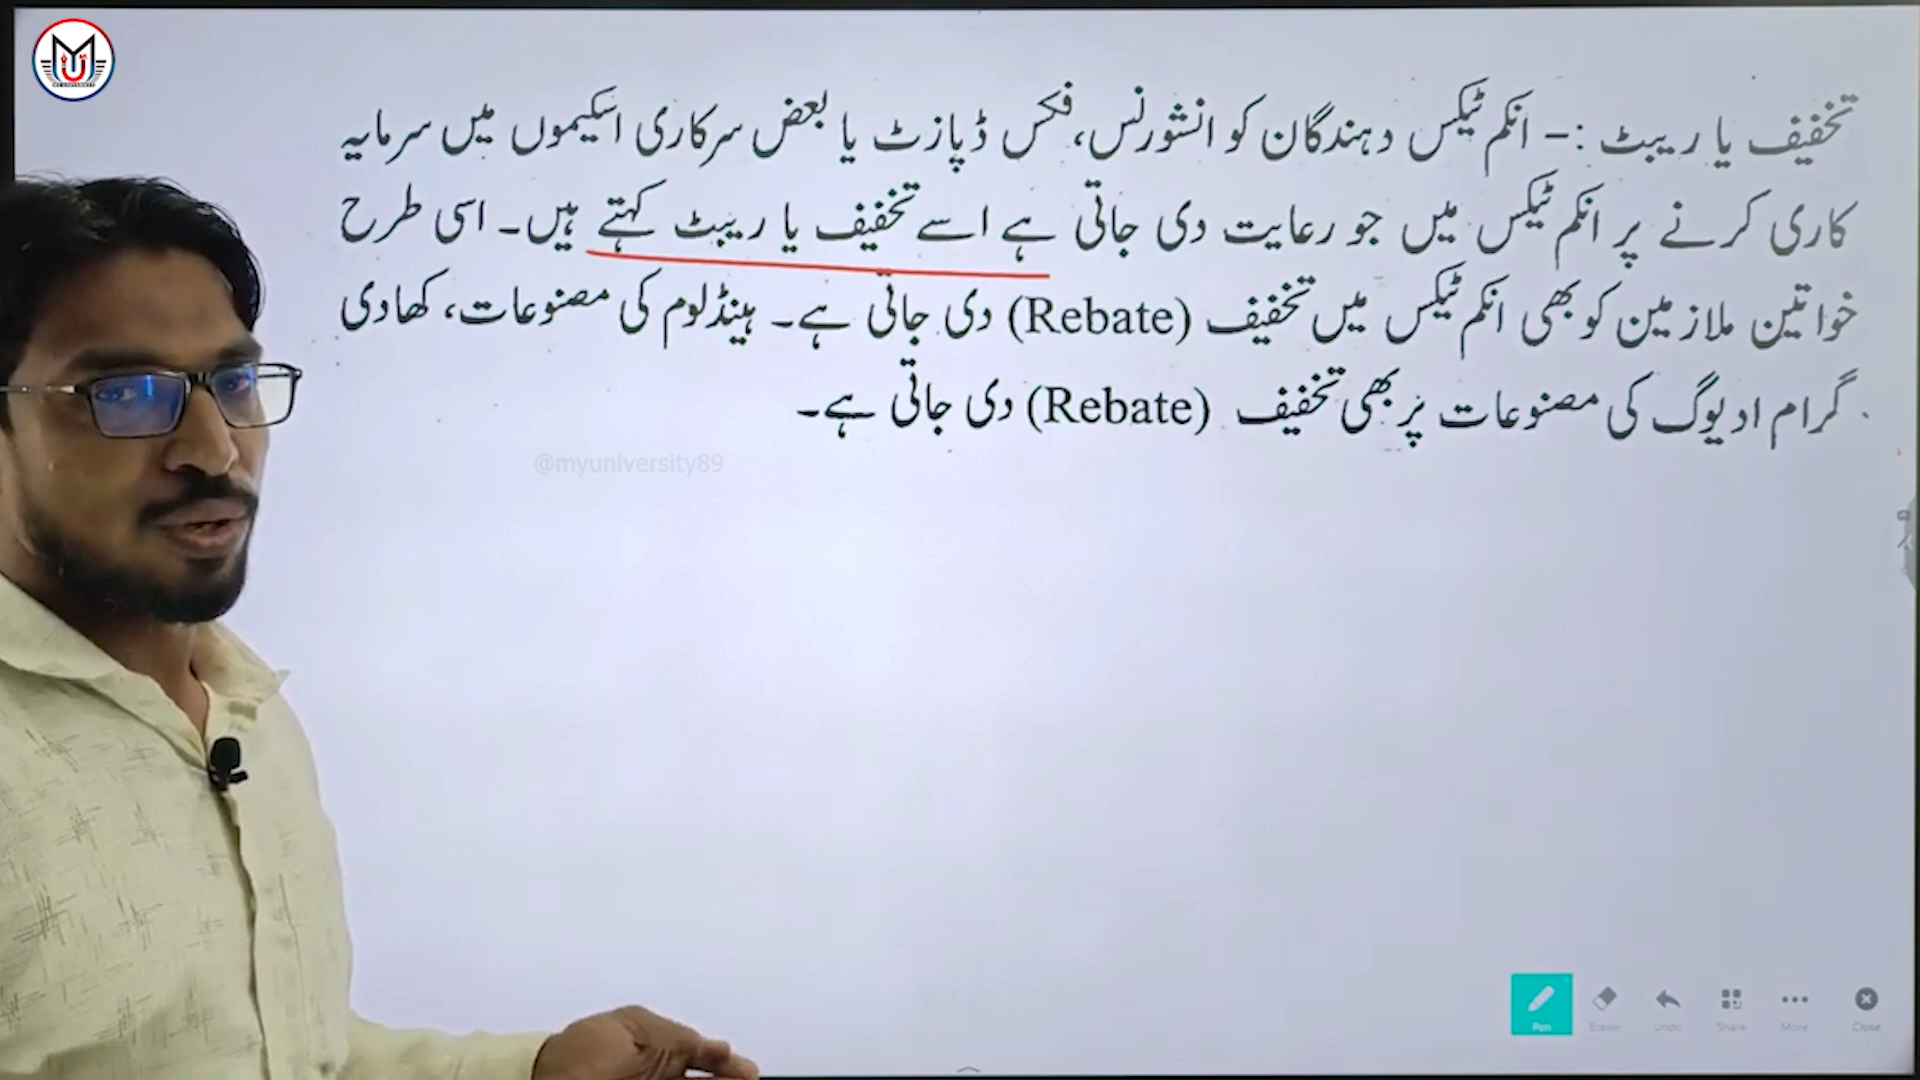 تخفیف یا ریبٹ :- انکم ٹیکس دہندگان کو انشورنس، فکس ڈپازٹ یا بعض سرکاری اسکیموں میں سرمایہ
کاری کرنے پر انکم ٹیکس میں جو رعایت دی جاتی ہے اسے تخفیف یا ریبٹ کہتے ہیں۔ اسی طرح
خواتین ملازمین کو بھی انکم ٹیکس میں تخفیف (Rebate) دی جاتی ہے۔ ہینڈلوم کی مصنوعات، کھادی
گرام ادیوگ کی مصنوعات پر بھی تخفیف (Rebate) دی جاتی ہے۔
@myuniversity89
Pen Eraser Undo Share More Close